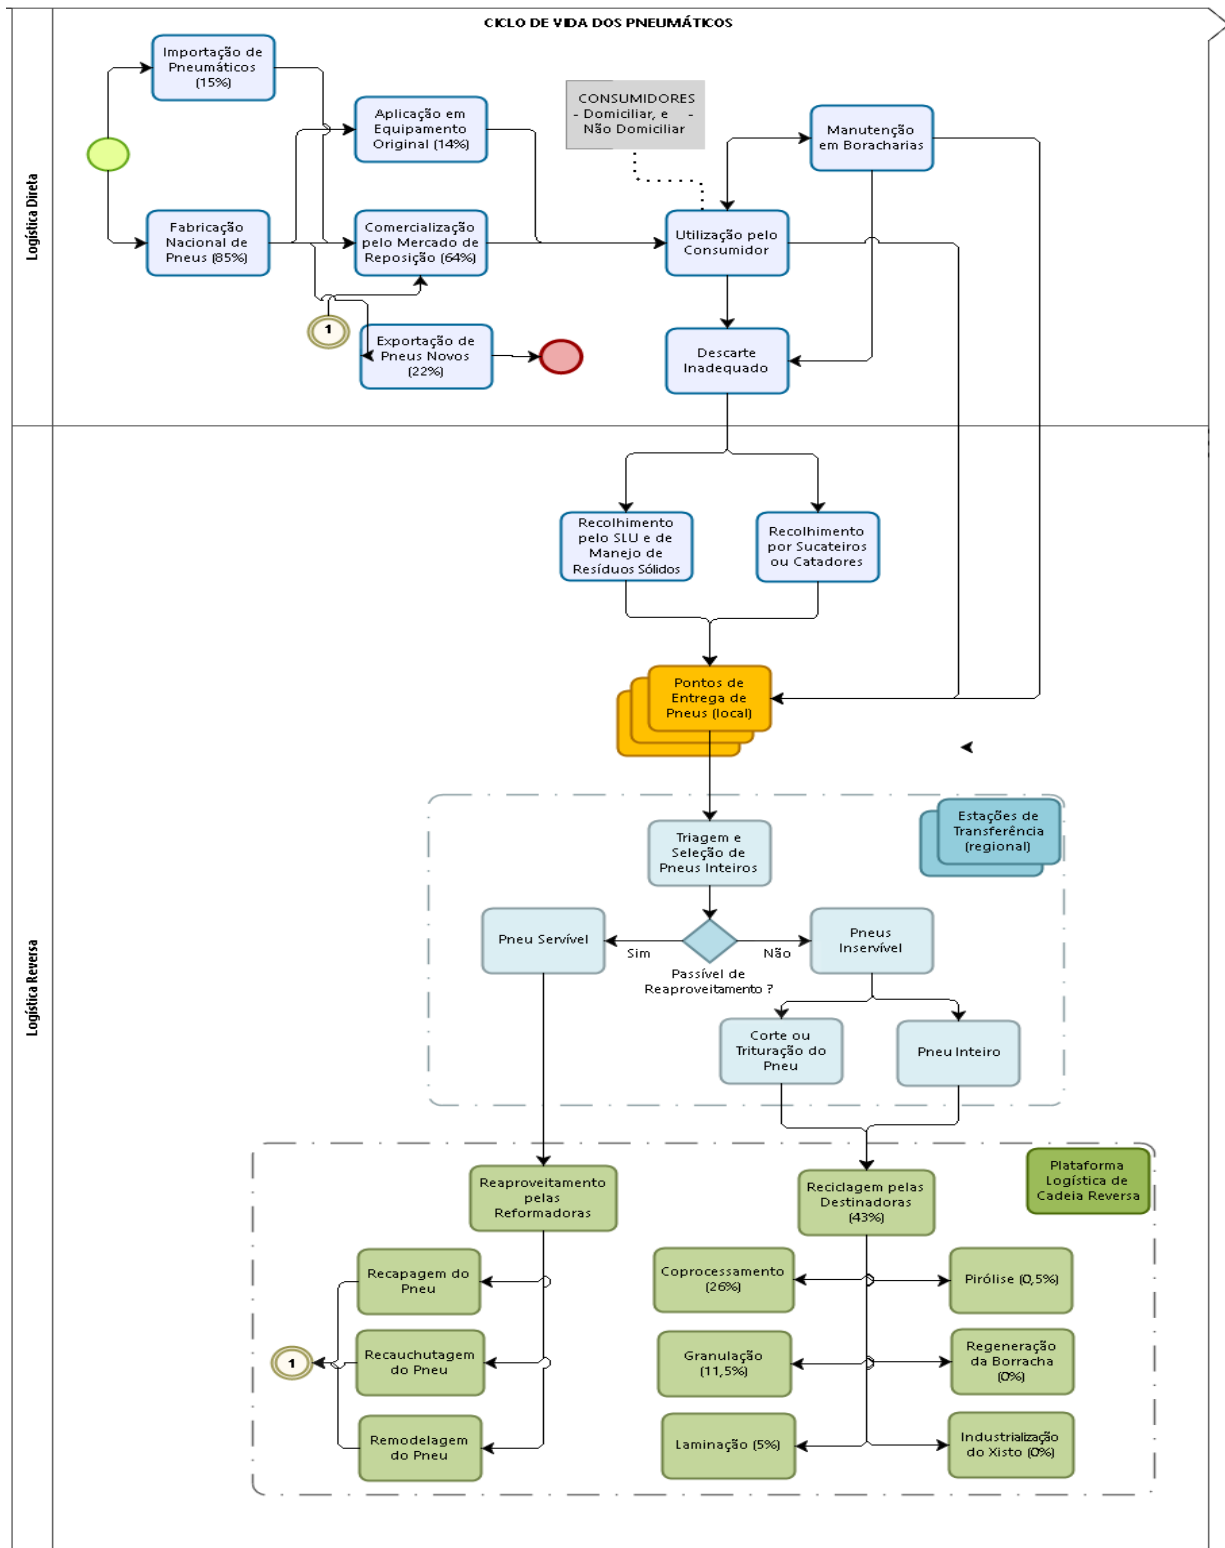 CICLO DE VIDA DOS PNEUMÁTICOS
Logística Direta
Importação de
Pneumáticos
(15%)
Aplicação em
Equipamento
Original (14%)
CONSUMIDORES
- Domiciliar, e -
Não Domiciliar
Manutenção
em Boracharias
Fabricação
Nacional de
Pneus (85%)
Comercialização
pelo Mercado de
Reposição (64%)
Utilização pelo
Consumidor
1
Exportação de
Pneus Novos
(22%)
Descarte
Inadequado
Logística Reversa
Recolhimento
pelo SLU e de
Manejo de
Resíduos Sólidos
Recolhimento
por Sucateiros
ou Catadores
Pontos de
Entrega de
Pneus (local)
Estações de
Transferência
(regional)
Triagem e
Seleção de
Pneus Inteiros
Pneu Servível
Sim
Não
Passível de
Reaproveitamento ?
Pneus
Inservível
Corte ou
Trituração do
Pneu
Pneu Inteiro
Plataforma
Logística de
Cadeia Reversa
Reaproveitamento
pelas
Reformadoras
Reciclagem pelas
Destinadoras
(43%)
Recapagem do
Pneu
Coprocessamento
(26%)
Pirólise (0,5%)
1
Recauchutagem
do Pneu
Granulação
(11,5%)
Regeneração
da Borracha
(0%)
Remodelagem
do Pneu
Laminação (5%)
Industrialização
do Xisto (0%)